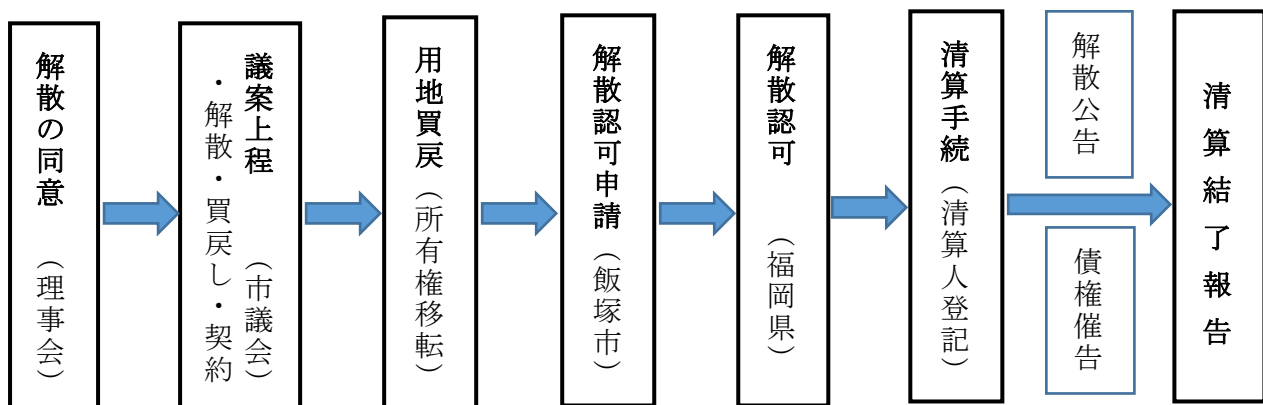 解散の同意　（理事会）
議案上程　（市議会）
・解散・買戻し・契約
用地買戻（所有権移転）
解散認可申請（飯塚市）
解散認可　（福岡県）
清算手続（清算人登記）
解散公告
債権催告
清算結了報告